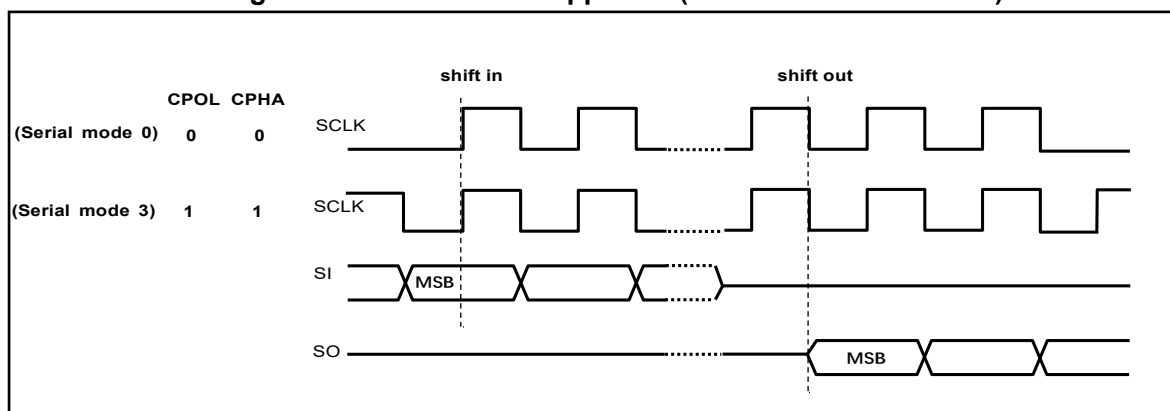 shift in shift out
CPOL CPHA
(Serial mode 0) 0 0 SCLK
(Serial mode 3) 1 1 SCLK
SI MSB
SO MSB